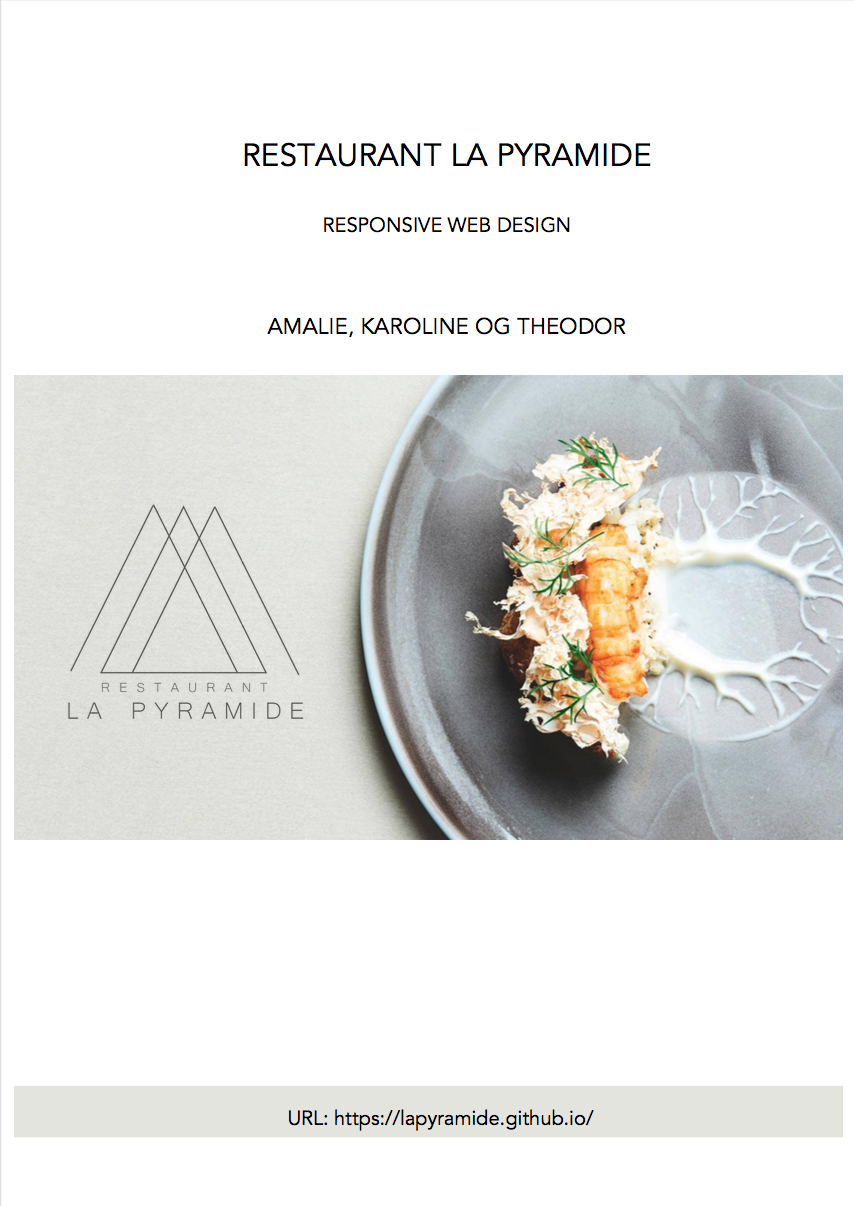 RESTAURANT LA PYRAMIDE
RESPONSIVE WEB DESIGN
AMALIE, KAROLINE OG THEODOR
RESTAURANT
LA PYRAMIDE
URL: https://lapyramide.github.io/